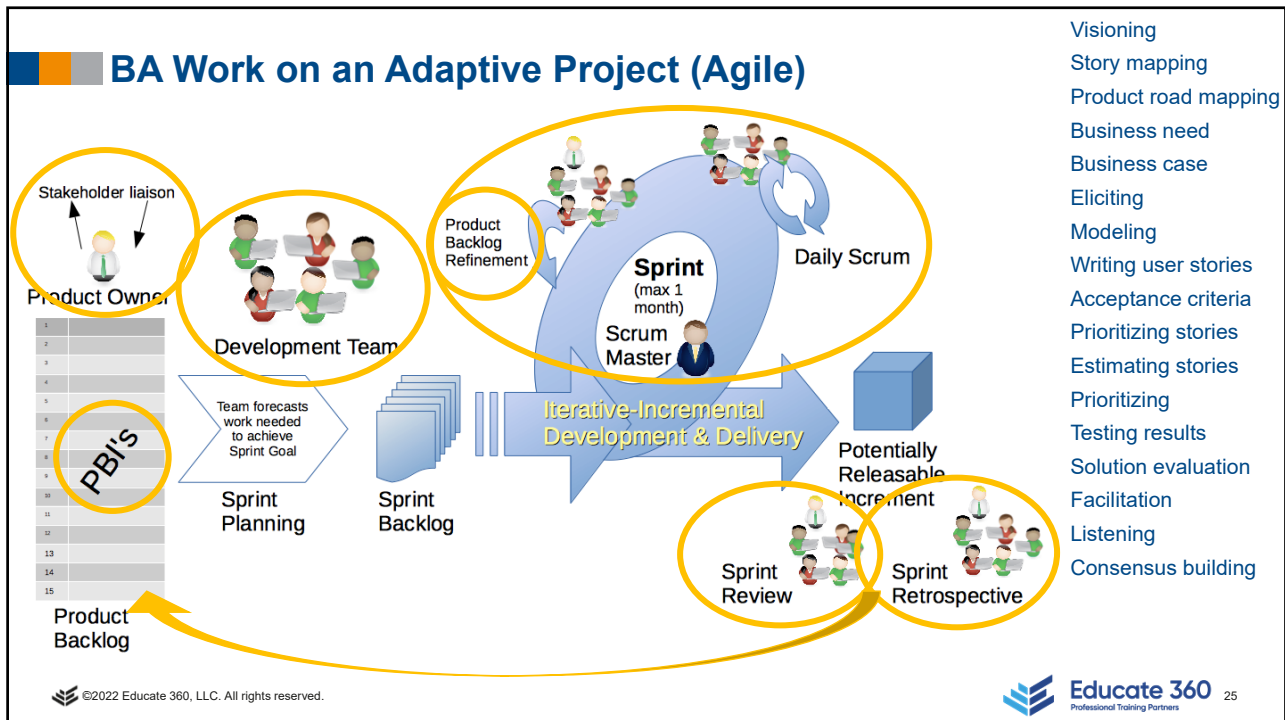 BA Work on an Adaptive Project (Agile)
Stakeholder liaison
Product Owner
1
2
3
4
5
6
7
8
9
10
11
12
13
14
15
PBI's
Product
Backlog
Development Team
Team forecasts
work needed
to achieve
Sprint Goal
Sprint
Planning
Sprint
Backlog
Product
Backlog
Refinement
Sprint
(max 1
month)
Scrum
Master
Daily Scrum
Iterative-Incremental
Development & Delivery
Potentially
Releasable
Increment
Sprint
Review
Sprint
Retrospective
Visioning
Story mapping
Product road mapping
Business need
Business case
Eliciting
Modeling
Writing user stories
Acceptance criteria
Prioritizing stories
Estimating stories
Prioritizing
Testing results
Solution evaluation
Facilitation
Listening
Consensus building
©2022 Educate 360, LLC. All rights reserved.
Educate 360
Professional Training Partners
25